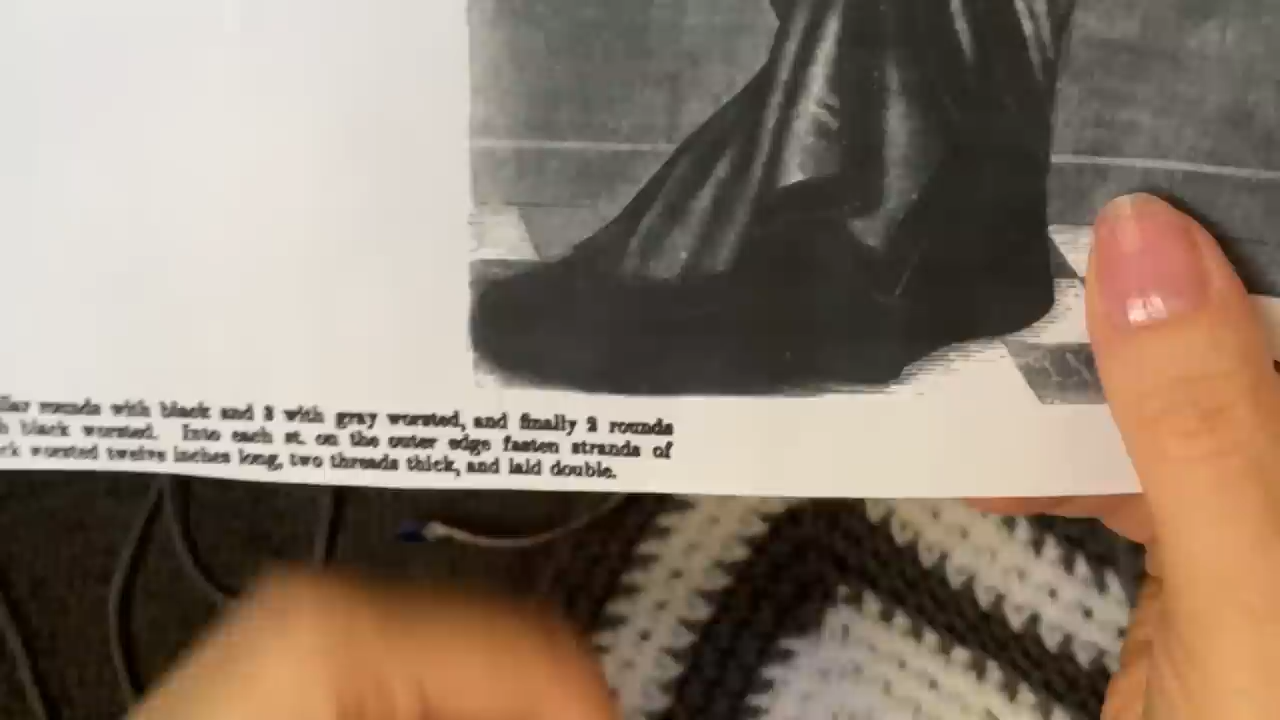 rounds with black and 3 with gray worsted, and finally 2 rounds
black worsted. Into each st. on the outer edge fasten strands of
worsted twelve inches long, two threads thick, and laid double.